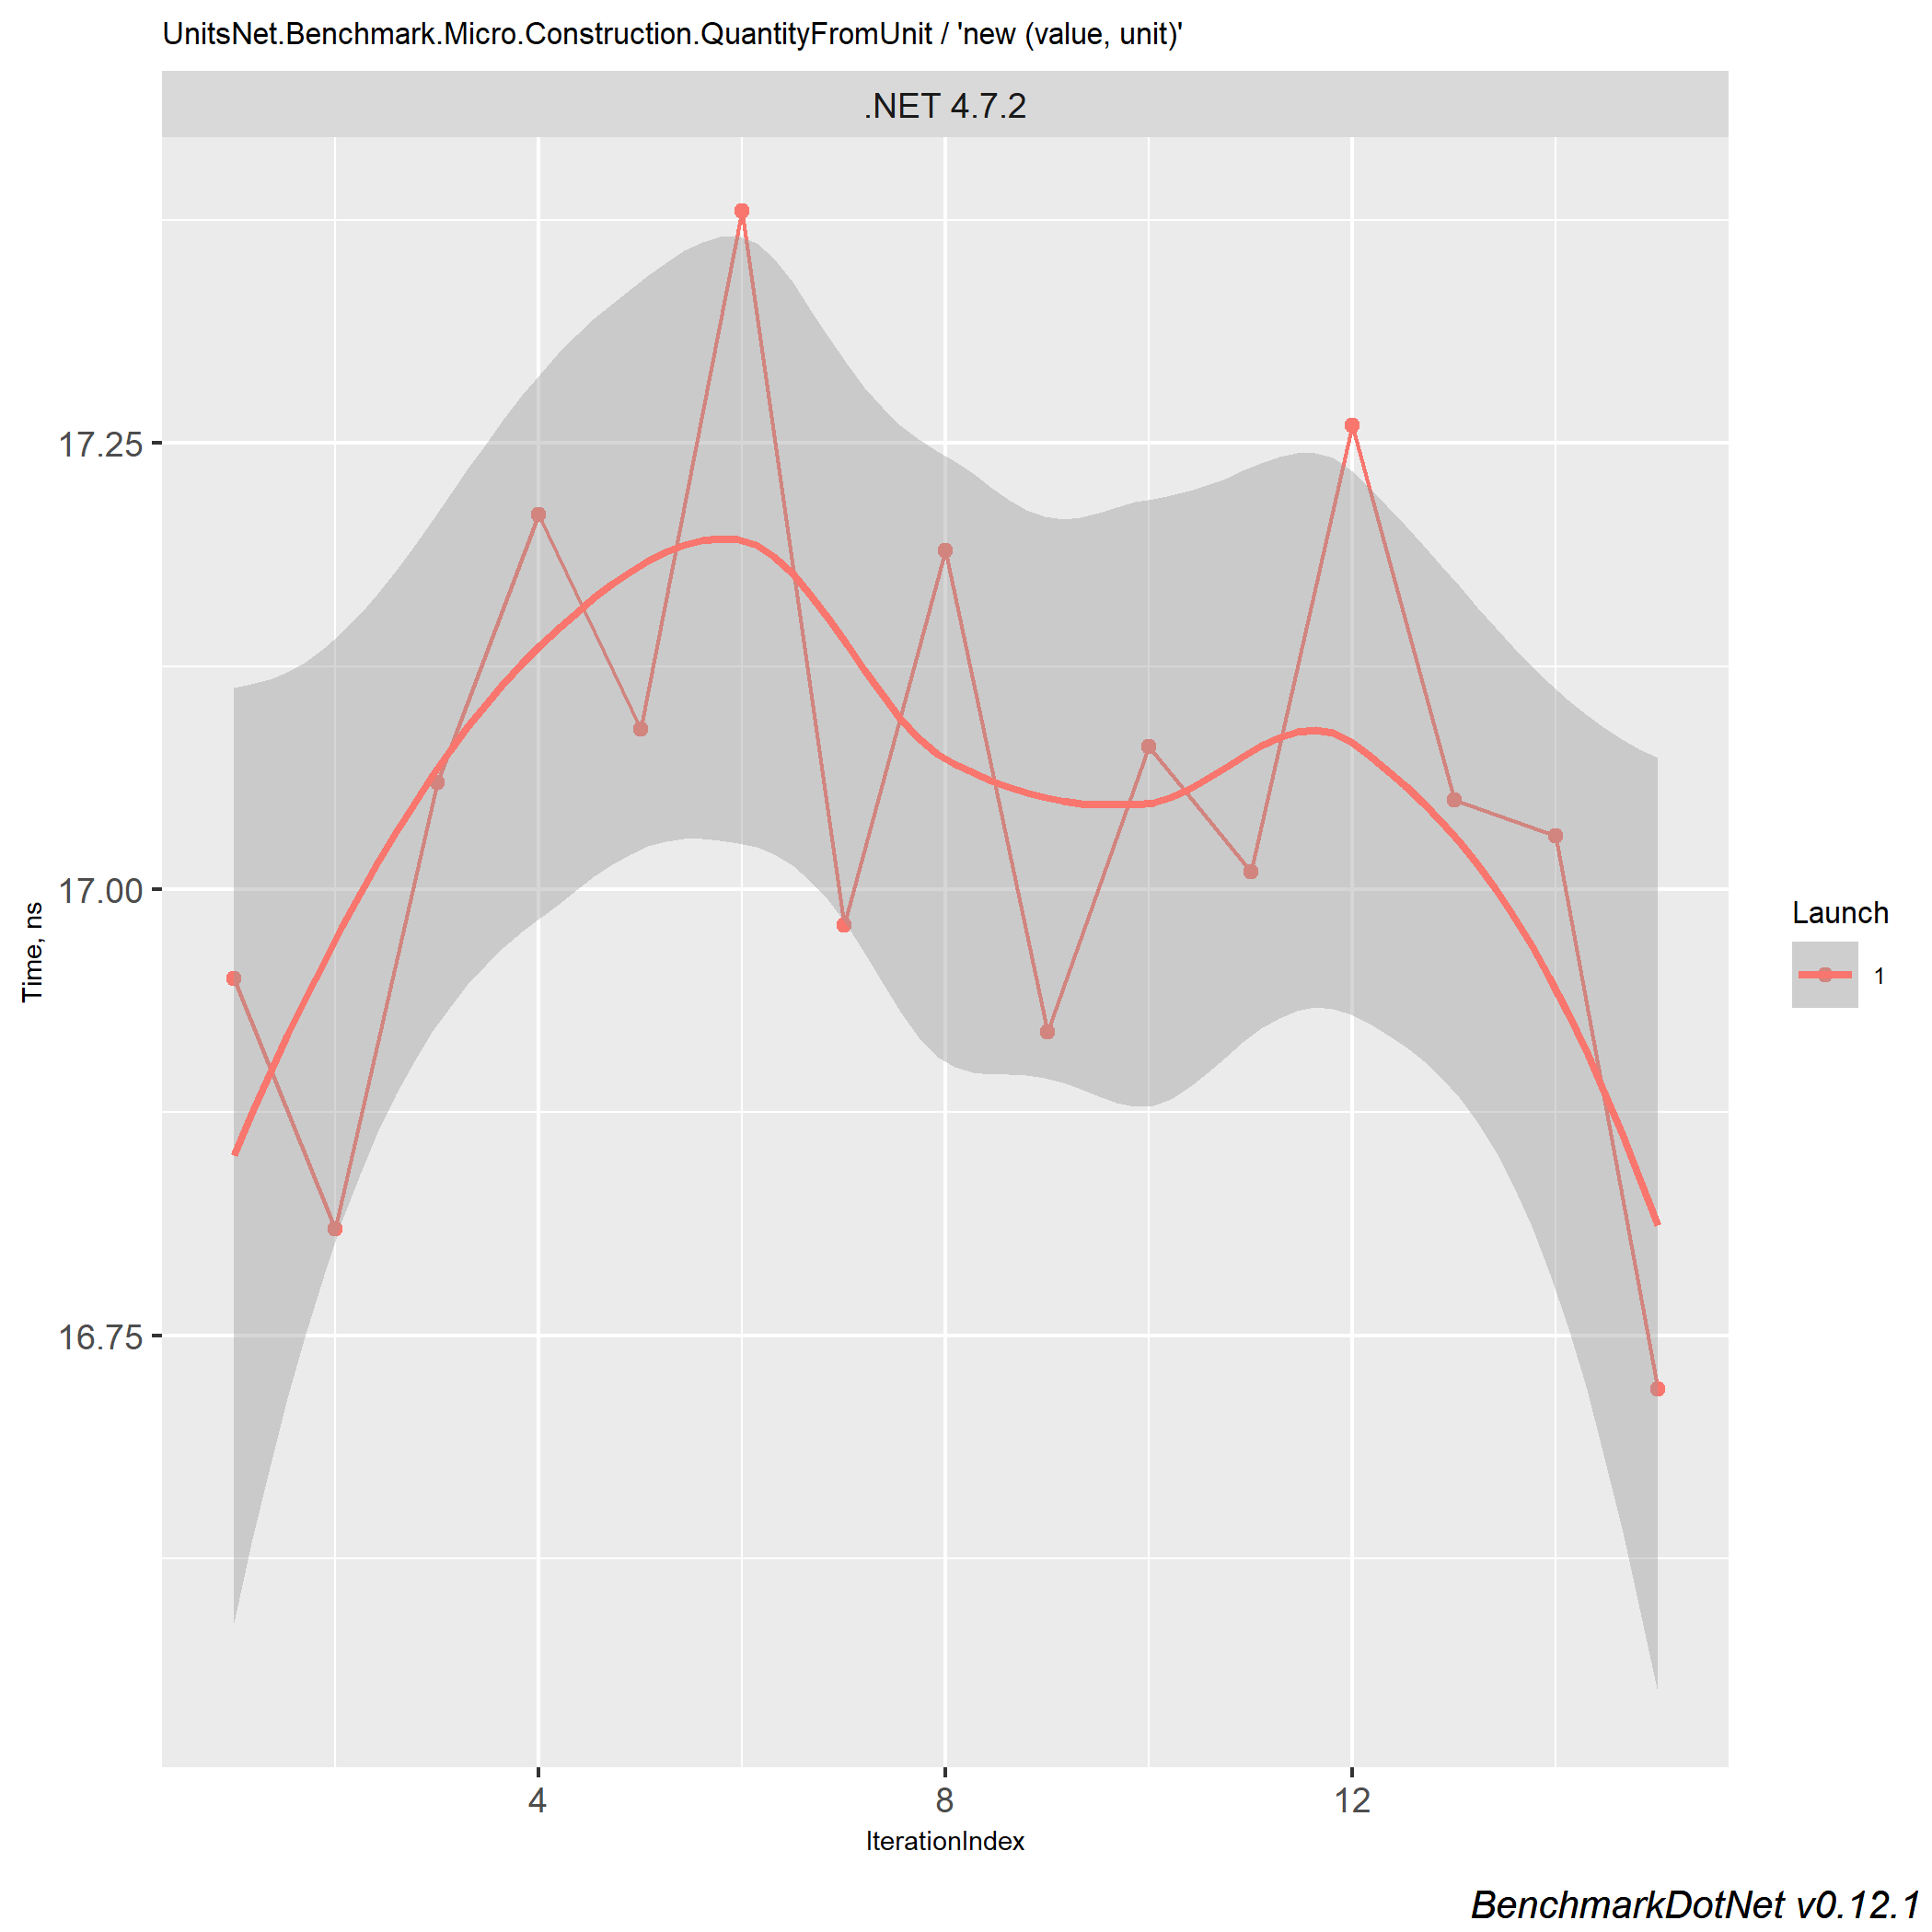 UnitsNet.Benchmark.Micro.Construction.QuantityFromUnit / 'new (value, unit)'
.NET 4.7.2
17.25
17.00
16.75
Time, ns
4 8 12
IterationIndex
Launch
1
BenchmarkDotNet v0.12.1